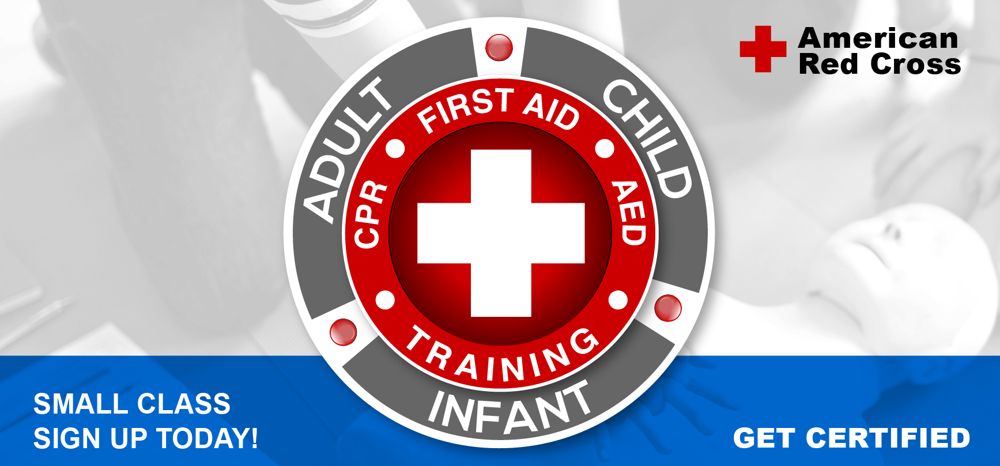 American
Red Cross
ADULT
CHILD
INFANT
FIRST AID
CPR
AED
TRAINING
SMALL CLASS
SIGN UP TODAY!
GET CERTIFIED